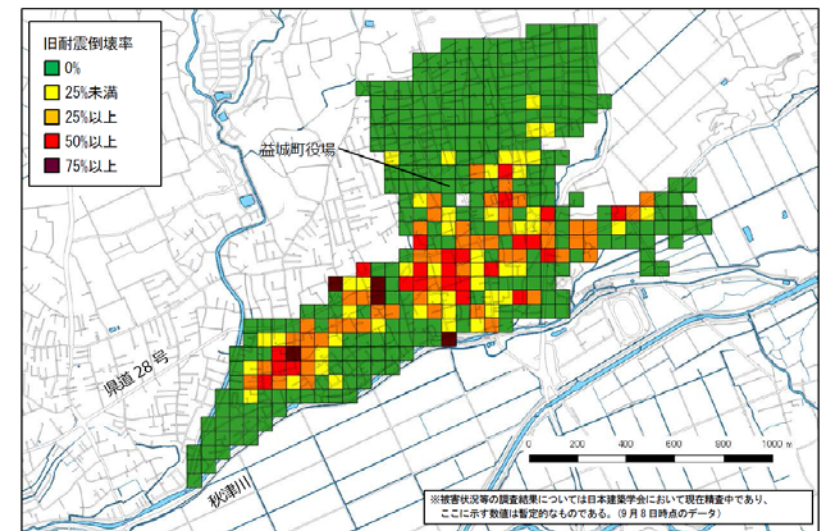 旧耐震倒壊率
0%
25%未満
25%以上
50%以上
75%以上
益城町役場
県道28号
秋津川
0 200 400 600 800 1000 m
※被害状況等の調査結果については日本建築学会において現在精査中であり、
ここに示す数値は暫定的なものである。(9月8日時点のデータ)